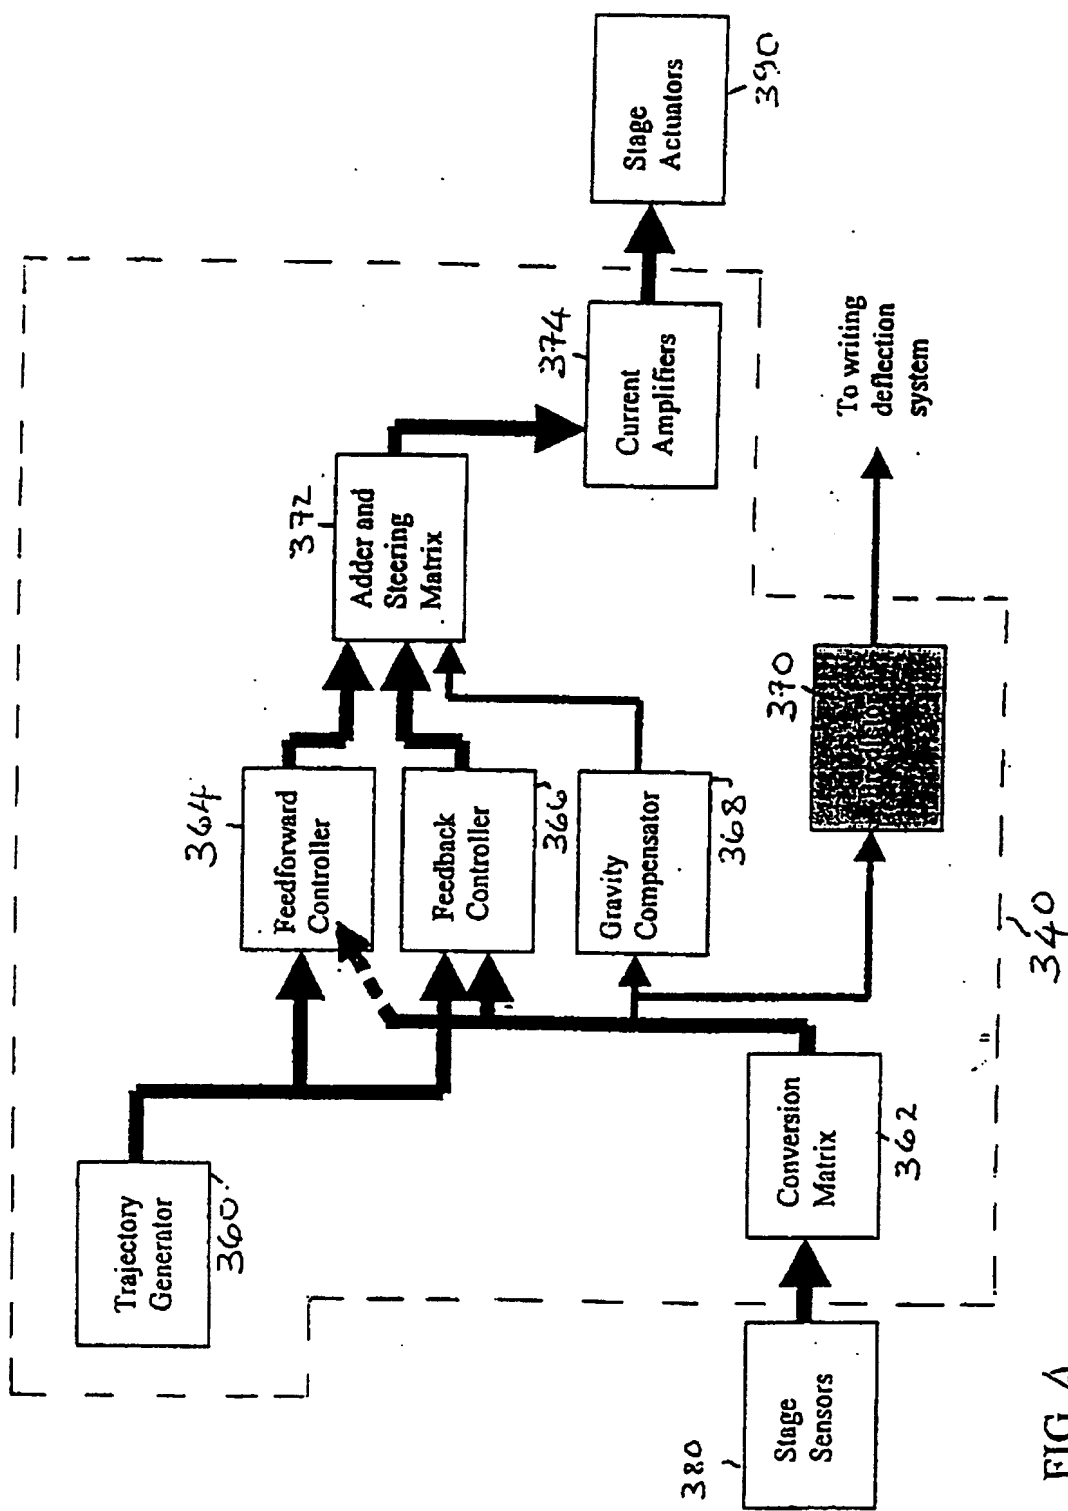 Trajectory
Generator
360
364
Feedforward
Controller
Feedback
Controller
366
Gravity
Compensator
368
372
Adder and
Steering
Matrix
374
Current
Amplifiers
Stage
Actuators
390
380
Stage
Sensors
Conversion
Matrix
362
370
To writing
deflection
system
340
FIG